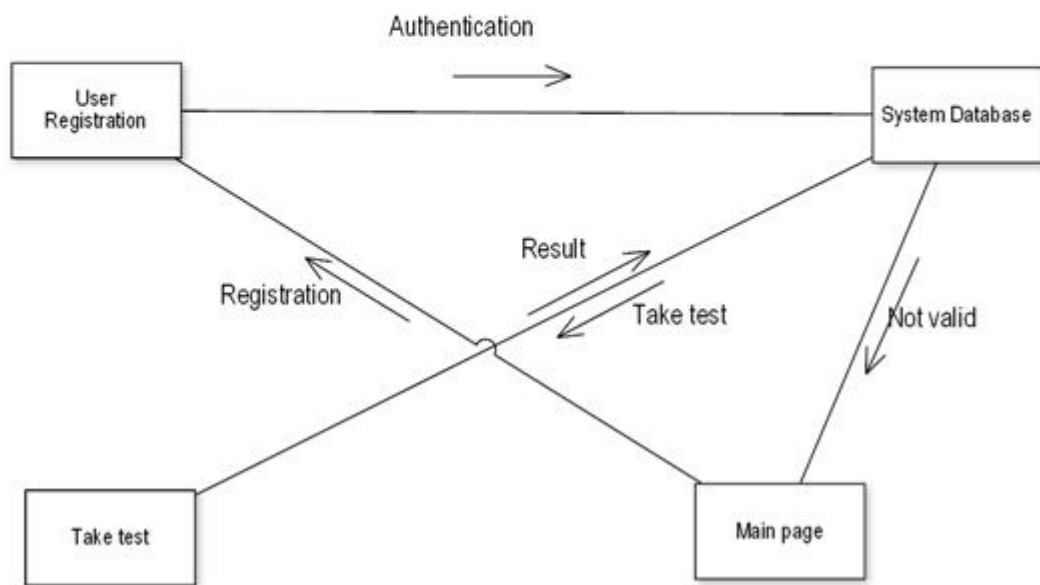 Authentication
User
Registration
System Database
Result
Registration
Take test
Not valid
Take test
Main page